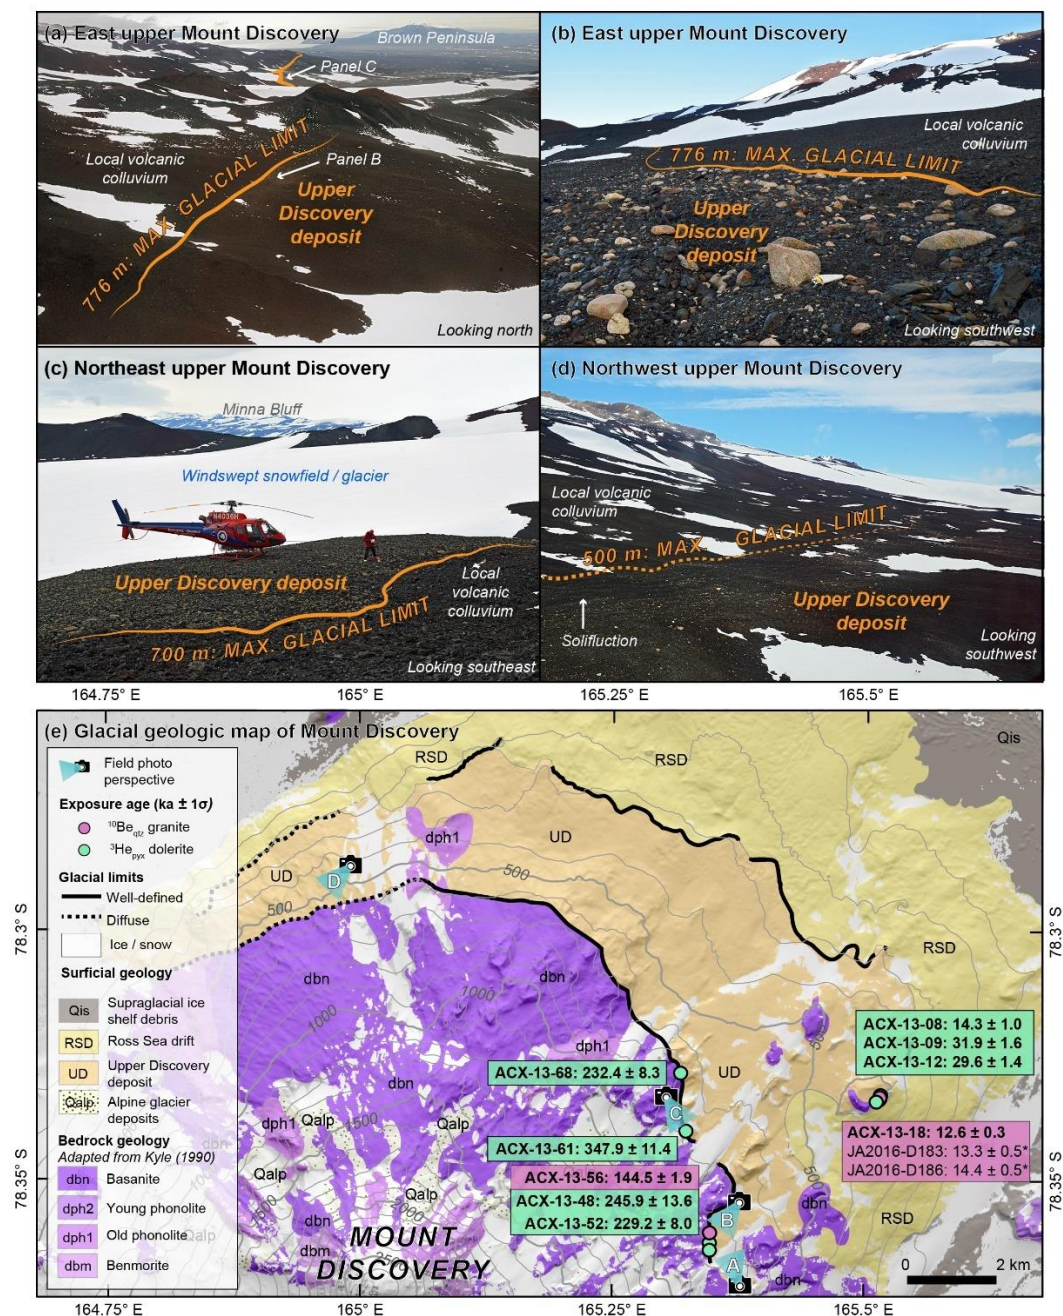 (a) East upper Mount Discovery
Brown Peninsula
Panel C
Local volcanic
colluvium
776 m: MAX. GLACIAL LIMIT
Panel B
Upper
Discovery
deposit
Looking north
(b) East upper Mount Discovery
Local volcanic
colluvium
776 m: MAX. GLACIAL LIMIT
Upper
Discovery
deposit
Looking southwest
(c) Northeast upper Mount Discovery
Minna Bluff
Windswept snowfield / glacier
N4036H
Upper Discovery deposit
Local
volcanic
colluvium
700 m: MAX. GLACIAL LIMIT
Looking southeast
(d) Northwest upper Mount Discovery
Local volcanic
colluvium
500 m: MAX. GLACIAL LIMIT
Upper Discovery
deposit
Solifluction
Looking
southwest
164.75° E
165° E
165.25° E
165.5° E
(e) Glacial geologic map of Mount Discovery
Field photo
perspective
Exposure age (ka ± 1σ)
¹⁰Be_qtz granite
³He_pyx dolerite
Glacial limits
Well-defined
Diffuse
Ice / snow
Surficial geology
Qis Supraglacial ice
shelf debris
RSD Ross Sea drift
UD Upper Discovery
deposit
Qalp Alpine glacier
deposits
Bedrock geology
Adapted from Kyle (1990)
dbn Basanite
dph2 Young phonolite
dph1 Old phonolite
dbm Benmorite
RSD
RSD
Qis
UD
dph1
UD
D
500
500
500
78.3° S
78.3° S
RSD
dbn
dbn
1000
1000
dph1
dbn
UD
500
ACX-13-08: 14.3 ± 1.0
ACX-13-09: 31.9 ± 1.6
ACX-13-12: 29.6 ± 1.4
ACX-13-68: 232.4 ± 8.3
C
dph1
Qalp
1500
Qalp
Qalp
ACX-13-61: 347.9 ± 11.4
ACX-13-18: 12.6 ± 0.3
JA2016-D183: 13.3 ± 0.5*
JA2016-D186: 14.4 ± 0.5*
78.35° S
78.35° S
ACX-13-56: 144.5 ± 1.9
ACX-13-48: 245.9 ± 13.6
ACX-13-52: 229.2 ± 8.0
500
1500
Qalp
2000
dbn
dbn
RSD
B
A
dbm
dbn
MOUNT
DISCOVERY
0 2 km
164.75° E
165° E
165.25° E
165.5° E